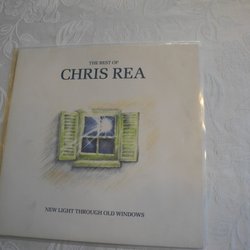 THE BEST OF
CHRIS REA
NEW LIGHT THROUGH OLD WINDOWS